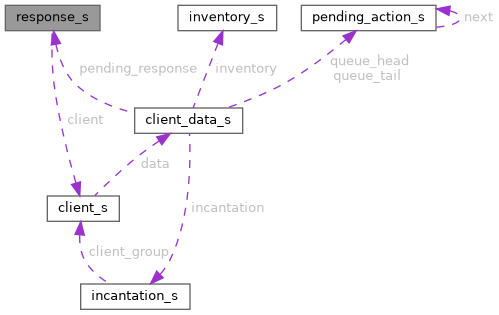 response_s
inventory_s
pending_action_s
next
pending_response
inventory
queue_head
queue_tail
client
client_data_s
data
client_s
incantation
client_group
incantation_s